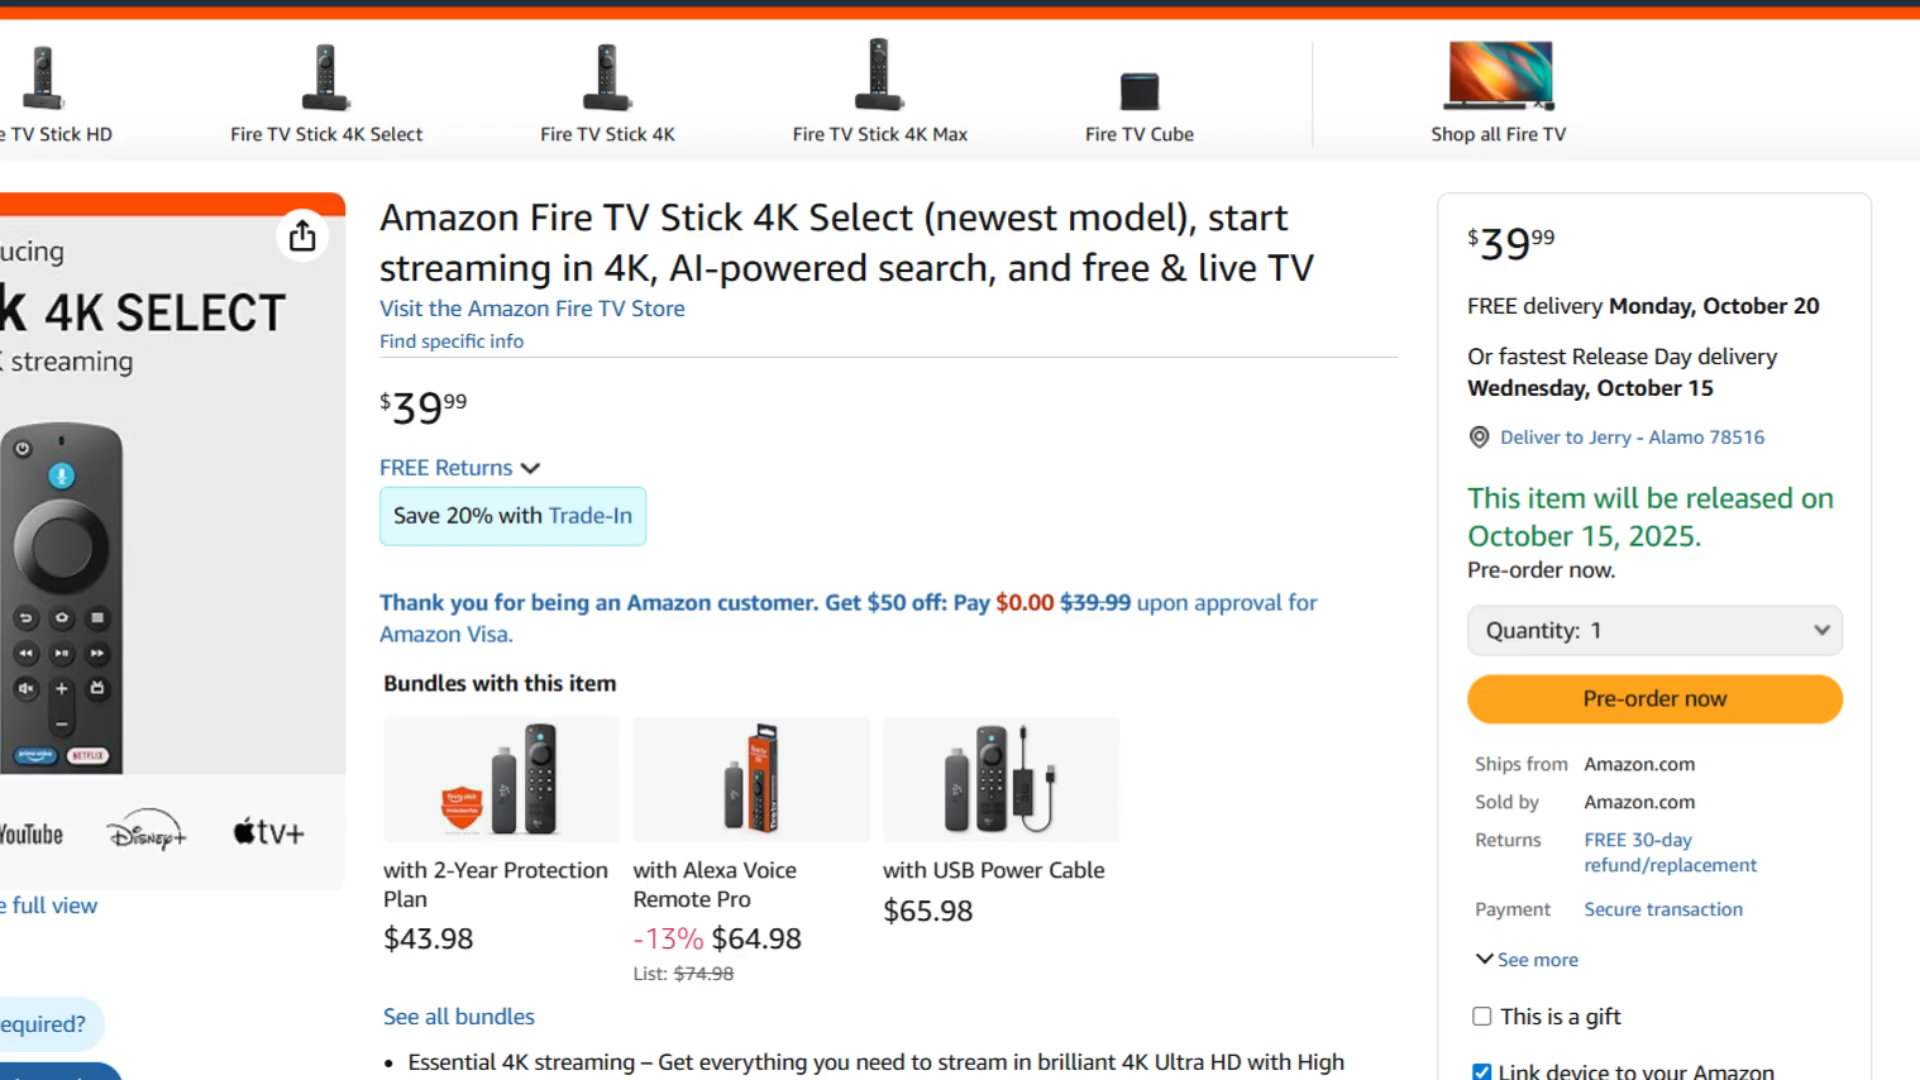 TV Stick HD
Fire TV Stick 4K Select
Fire TV Stick 4K
Fire TV Stick 4K Max
Fire TV Cube
Shop all Fire TV
ucing
k 4K SELECT
streaming
prime video
NETFLIX
YouTube
Disney+
tv+
e full view
equired?
Amazon Fire TV Stick 4K Select (newest model), start
streaming in 4K, AI-powered search, and free & live TV
Visit the Amazon Fire TV Store
Find specific info
$39.99
FREE Returns
Save 20% with Trade-In
Thank you for being an Amazon customer. Get $50 off: Pay $0.00 $39.99 upon approval for
Amazon Visa.
Bundles with this item
with 2-Year Protection
Plan
$43.98
with Alexa Voice
Remote Pro
-13% $64.98
List: $74.98
with USB Power Cable
$65.98
See all bundles
• Essential 4K streaming – Get everything you need to stream in brilliant 4K Ultra HD with High
$39.99
FREE delivery Monday, October 20
Or fastest Release Day delivery
Wednesday, October 15
Deliver to Jerry - Alamo 78516
This item will be released on
October 15, 2025.
Pre-order now.
Quantity: 1
Pre-order now
Ships from Amazon.com
Sold by Amazon.com
Returns FREE 30-day
refund/replacement
Payment Secure transaction
See more
This is a gift
Link device to your Amazon